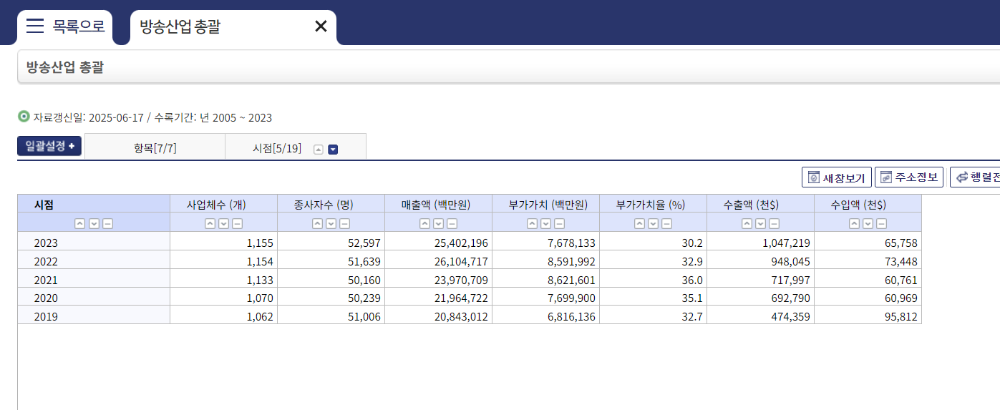 목록으로 방송산업 총괄
방송산업 총괄
자료갱신일: 2025-06-17 / 수록기간: 년 2005 ~ 2023
일괄설정 + 항목[7/7] 시점[5/19]
새창보기 주소정보 행렬전
시점 사업체수 (개) 종사자수 (명) 매출액 (백만원) 부가가치 (백만원) 부가가치율 (%) 수출액 (천$) 수입액 (천$)
2023 1,155 52,597 25,402,196 7,678,133 30.2 1,047,219 65,758
2022 1,154 51,639 26,104,717 8,591,992 32.9 948,045 73,448
2021 1,133 50,160 23,970,709 8,621,601 36.0 717,997 60,761
2020 1,070 50,239 21,964,722 7,699,900 35.1 692,790 60,969
2019 1,062 51,006 20,843,012 6,816,136 32.7 474,359 95,812